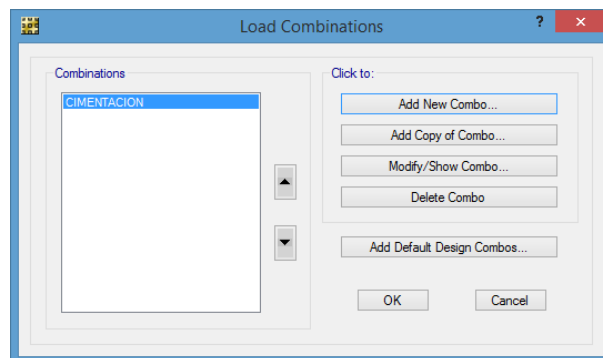 Load Combinations
?
×
Combinations
CIMENTACION
Click to:
Add New Combo...
Add Copy of Combo...
Modify/Show Combo...
Delete Combo
Add Default Design Combos...
OK
Cancel